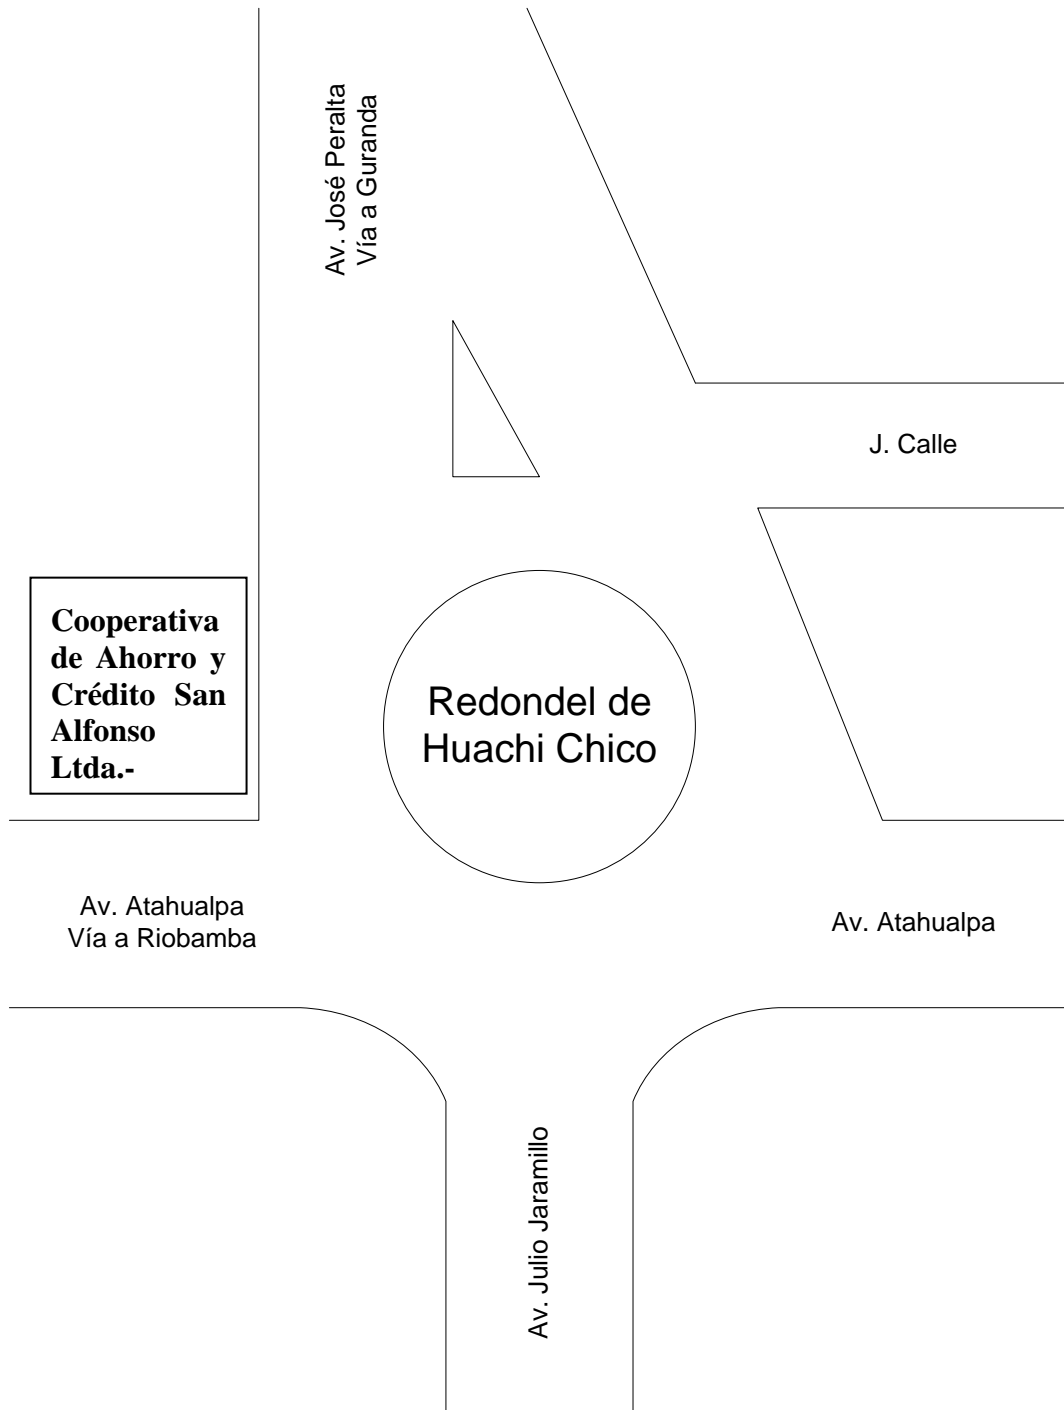 Av. José Peralta
Vía a Guranda
J. Calle
Cooperativa
de Ahorro y
Crédito San
Alfonso
Ltda.-
Redondel de
Huachi Chico
Av. Atahualpa
Vía a Riobamba
Av. Atahualpa
Av. Julio Jaramillo